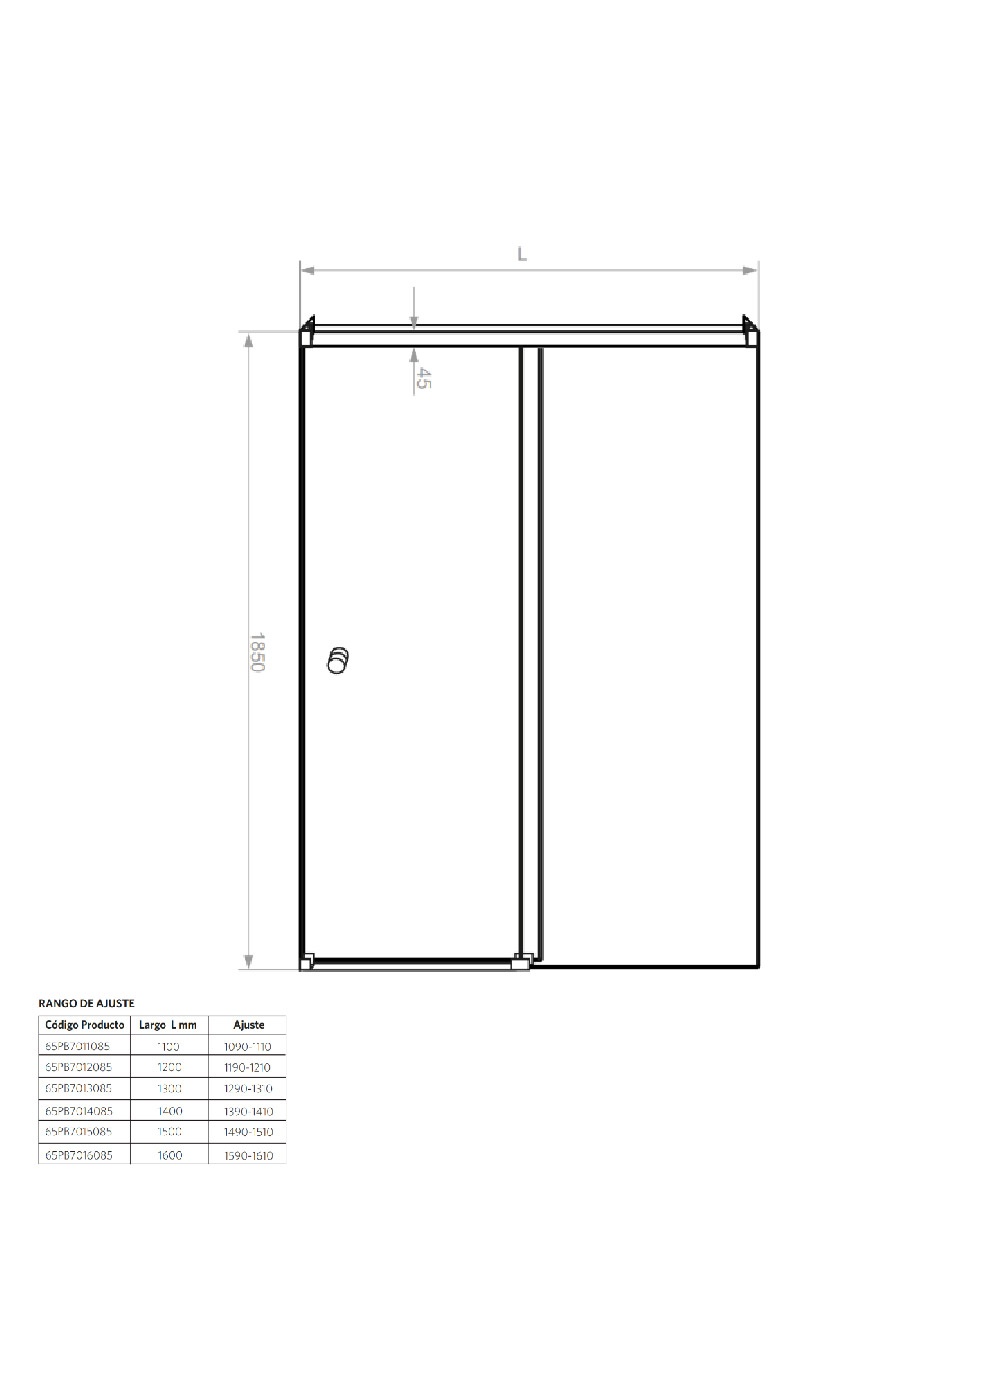 L
45
1850
RANGO DE AJUSTE
Código Producto Largo L mm Ajuste
65PB7011085 1100 1090-1110
65PB7012085 1200 1190-1210
65PB7013085 1300 1290-1310
65PB7014085 1400 1390-1410
65PB7015085 1500 1490-1510
65PB7016085 1600 1590-1610